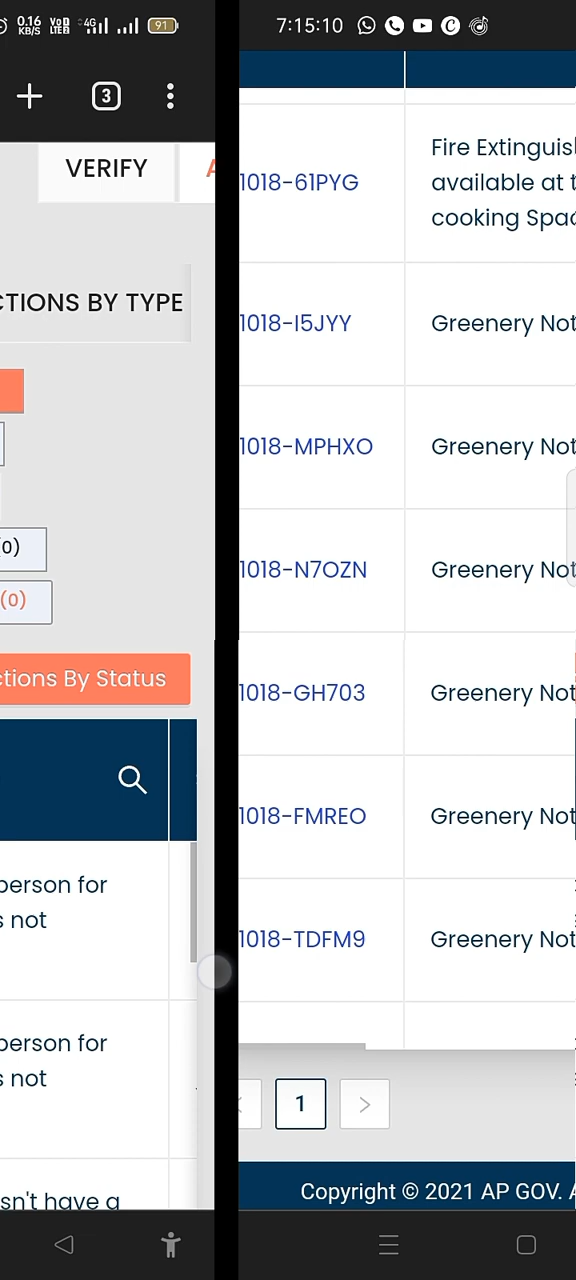 0.16
KB/S
VoD
LTE2
4G
91
3
VERIFY
CTIONS BY TYPE
(0)
(0)
ctions By Status
person for
s not
person for
s not
sn't have a
7:15:10
1018-61PYG
Fire Extinguis
available at t
cooking Spac
1018-I5JYY
Greenery Not
1018-MPHXO
Greenery Not
1018-N7OZN
Greenery Not
1018-GH703
Greenery Not
1018-FMREO
Greenery Not
1018-TDFM9
Greenery Not
1
Copyright © 2021 AP GOV. A